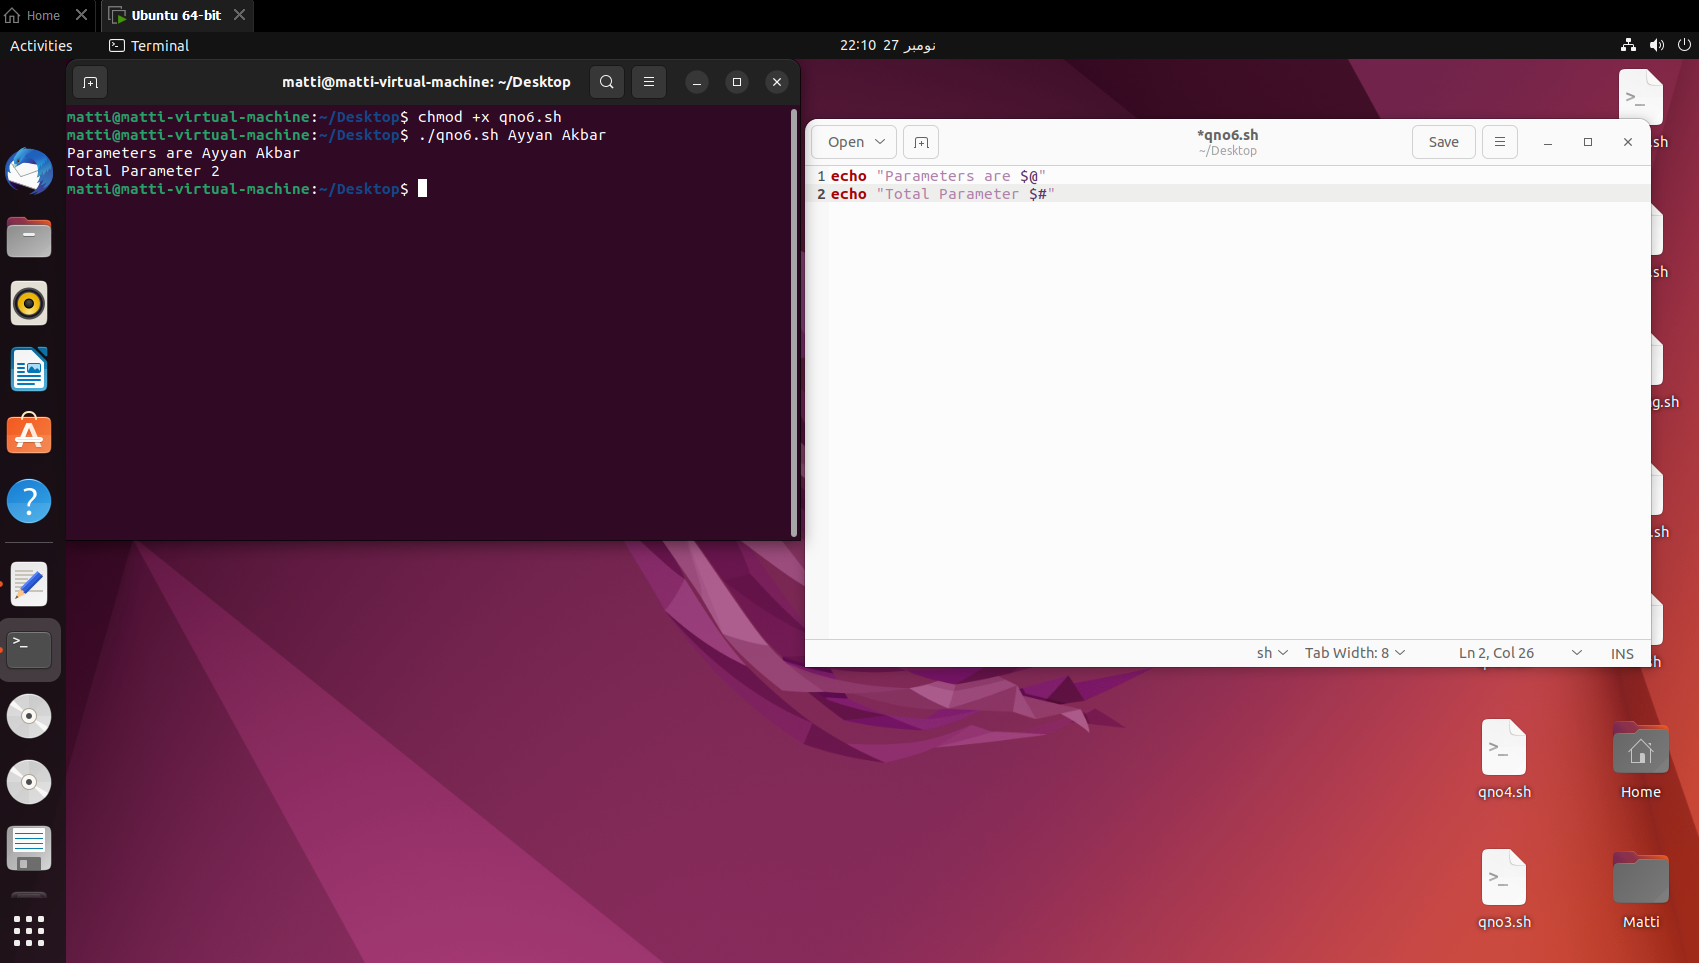 Home
Ubuntu 64-bit
Activities
Terminal
22:10 27 نومبر
matti@matti-virtual-machine: ~/Desktop
matti@matti-virtual-machine:~/Desktop$ chmod +x qno6.sh
matti@matti-virtual-machine:~/Desktop$ ./qno6.sh Ayyan Akbar
Parameters are Ayyan Akbar
Total Parameter 2
matti@matti-virtual-machine:~/Desktop$
Open
*qno6.sh
~/Desktop
Save
1 echo "Parameters are $@"
2 echo "Total Parameter $#"
sh
Tab Width: 8
Ln 2, Col 26
INS
.sh
.sh
g.sh
.sh
qno4.sh
Home
qno3.sh
Matti